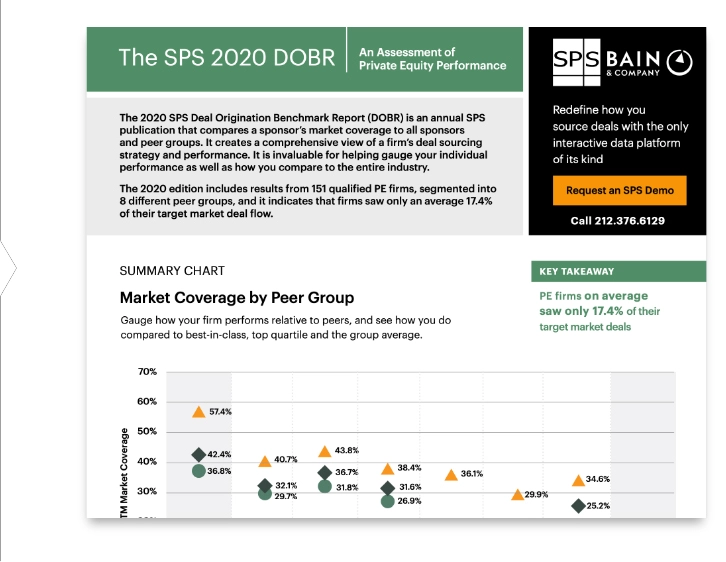 The SPS 2020 DOBR
An Assessment of
Private Equity Performance
SPS BAIN
& COMPANY
Redefine how you
source deals with the only
interactive data platform
of its kind
Request an SPS Demo
Call 212.376.6129
The 2020 SPS Deal Origination Benchmark Report (DOBR) is an annual SPS
publication that compares a sponsor's market coverage to all sponsors
and peer groups. It creates a comprehensive view of a firm's deal sourcing
strategy and performance. It is invaluable for helping gauge your individual
performance as well as how you compare to the entire industry.
The 2020 edition includes results from 151 qualified PE firms, segmented into
8 different peer groups, and it indicates that firms saw only an average 17.4%
of their target market deal flow.
SUMMARY CHART
Market Coverage by Peer Group
Gauge how your firm performs relative to peers, and see how you do
compared to best-in-class, top quartile and the group average.
KEY TAKEAWAY
PE firms on average
saw only 17.4% of their
target market deals
70%
60%
57.4%
50%
42.4%
40.7%
43.8%
40%
36.8%
36.7%
38.4%
36.1%
34.6%
32.1%
31.8%
31.6%
30%
29.7%
26.9%
29.9%
25.2%
TM Market Coverage